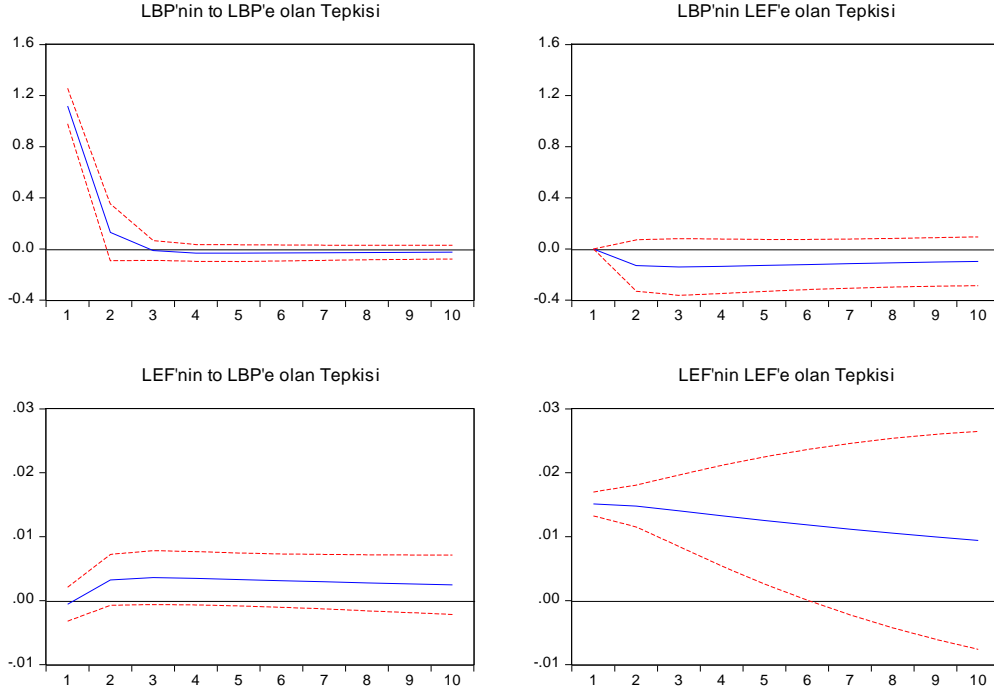 LBP'nin to LBP'e olan Tepkisi
1.6
1.2
0.8
0.4
0.0
-0.4
1 2 3 4 5 6 7 8 9 10
LBP'nin LEF'e olan Tepkisi
1.6
1.2
0.8
0.4
0.0
-0.4
1 2 3 4 5 6 7 8 9 10
LEF'nin to LBP'e olan Tepkisi
.03
.02
.01
.00
-.01
1 2 3 4 5 6 7 8 9 10
LEF'nin LEF'e olan Tepkisi
.03
.02
.01
.00
-.01
1 2 3 4 5 6 7 8 9 10